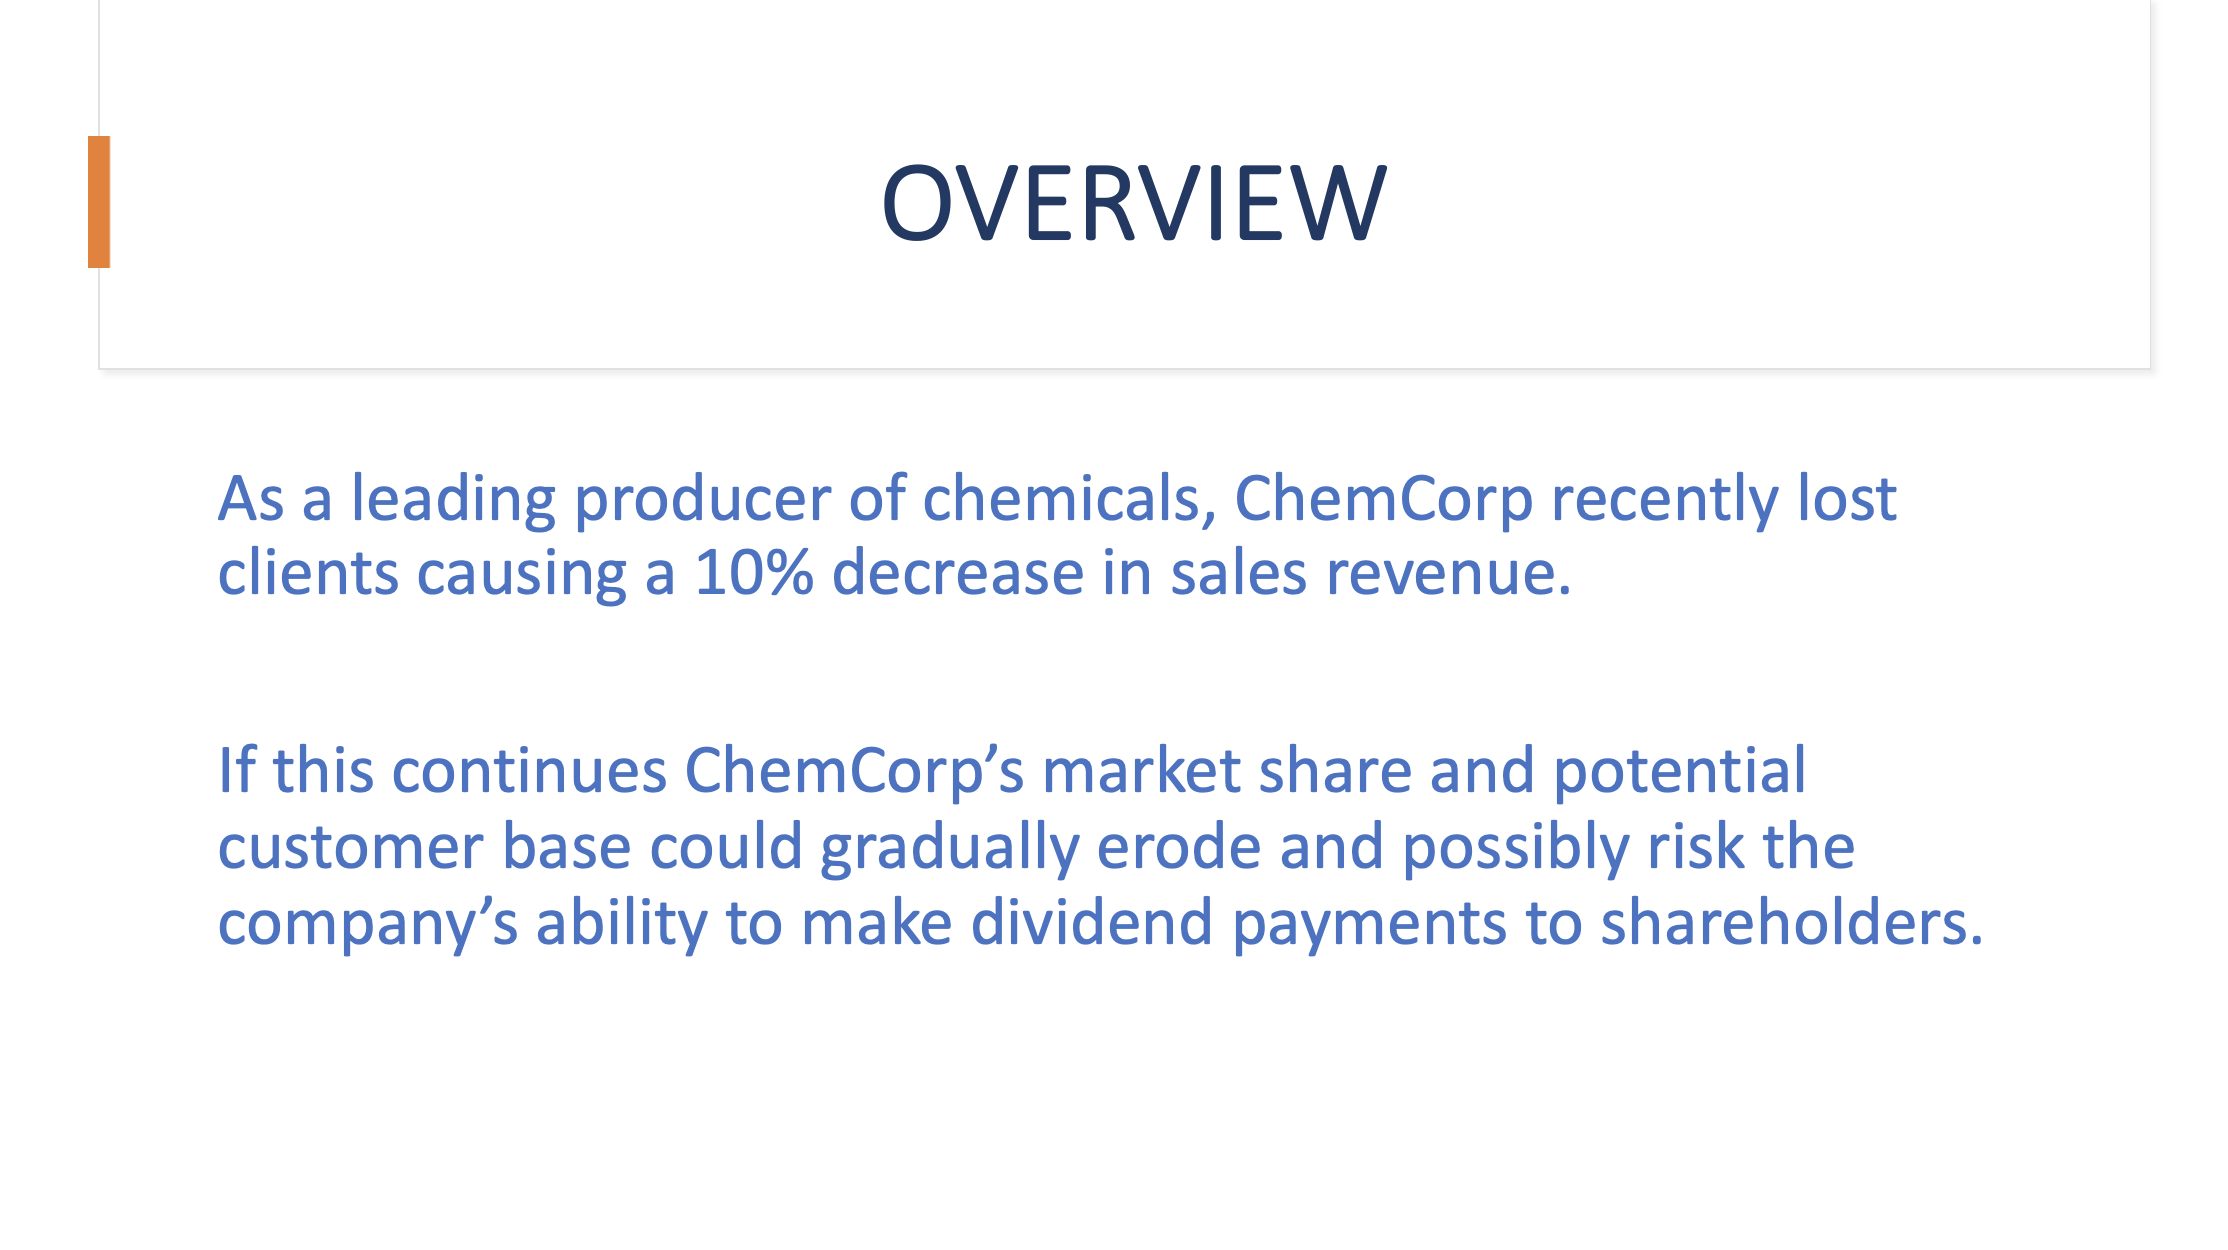 OVERVIEW
As a leading producer of chemicals, ChemCorp recently lost
clients causing a 10% decrease in sales revenue.
If this continues ChemCorp’s market share and potential
customer base could gradually erode and possibly risk the
company’s ability to make dividend payments to shareholders.